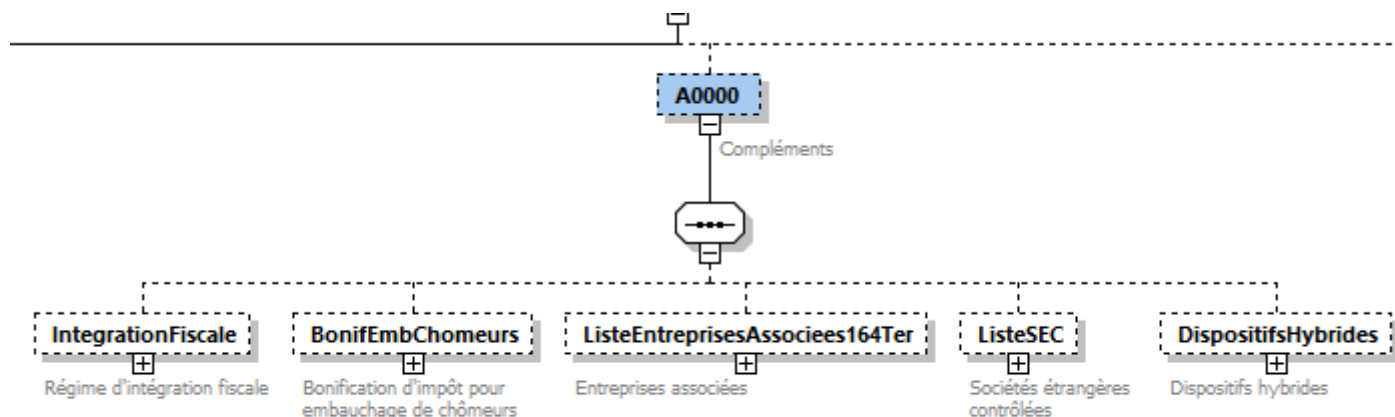 A0000
Compléments
IntegrationFiscale
Régime d'intégration fiscale
BonifEmbChomeurs
Bonification d'impôt pour
embauchage de chômeurs
ListeEntreprisesAssociees164Ter
Entreprises associées
ListeSEC
Sociétés étrangères
contrôlées
DispositifsHybrides
Dispositifs hybrides